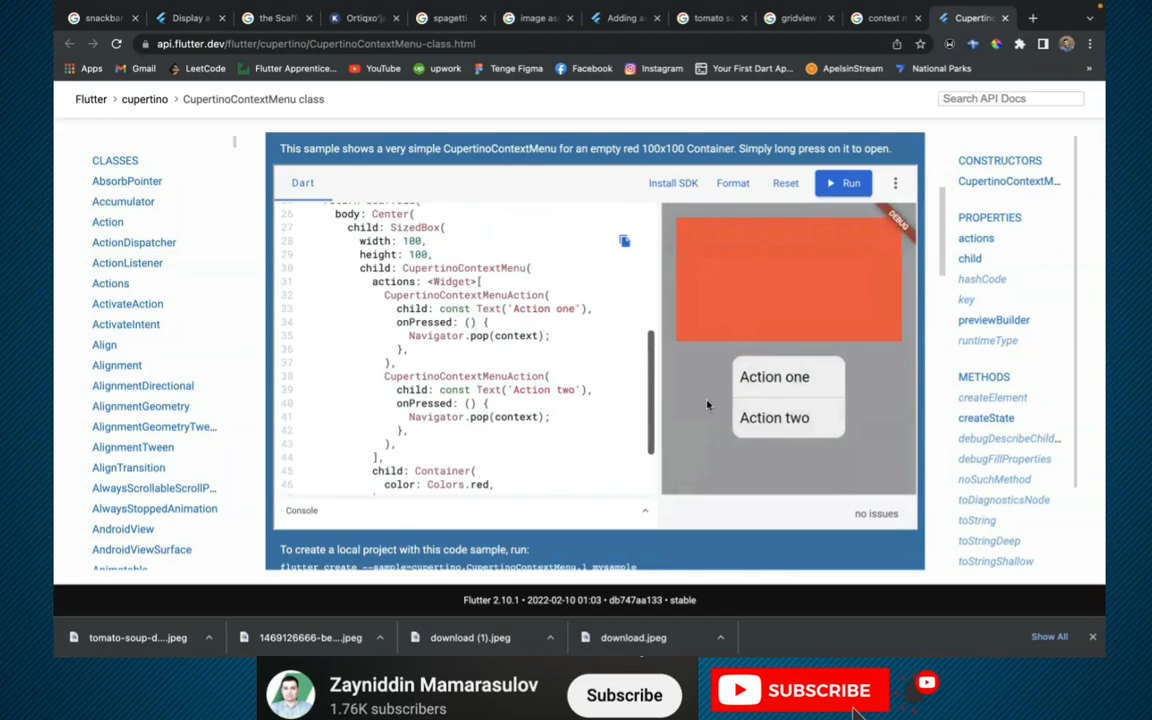 snackbar
Display a
the Scaff
Ortiqxo'ja
spagetti
image as
Adding a
tomato s
gridview
context m
Cupertin
api.flutter.dev/flutter/cupertino/CupertinoContextMenu-class.html
Apps
Gmail
LeetCode
Flutter Apprentice...
YouTube
upwork
Tenge Figma
Facebook
Instagram
Your First Dart Ap...
ApelsinStream
National Parks
»
Flutter > cupertino > CupertinoContextMenu class
Search API Docs
CLASSES
AbsorbPointer
Accumulator
Action
ActionDispatcher
ActionListener
Actions
ActivateAction
ActivateIntent
Align
Alignment
AlignmentDirectional
AlignmentGeometry
AlignmentGeometryTwe...
AlignmentTween
AlignTransition
AlwaysScrollableScrollP...
AlwaysStoppedAnimation
AndroidView
AndroidViewSurface
Animatable
This sample shows a very simple CupertinoContextMenu for an empty red 100x100 Container. Simply long press on it to open.
Dart
Install SDK
Format
Reset
Run
26 body: Center(
27 child: SizedBox(
28 width: 100,
29 height: 100,
30 child: CupertinoContextMenu(
31 actions: <Widget>[
32 CupertinoContextMenuAction(
33 child: const Text('Action one'),
34 onPressed: () {
35 Navigator.pop(context);
36 },
37 ),
38 CupertinoContextMenuAction(
39 child: const Text('Action two'),
40 onPressed: () {
41 Navigator.pop(context);
42 },
43 ),
44 ],
45 child: Container(
46 color: Colors.red,
DEBUG
Action one
Action two
Console
no issues
To create a local project with this code sample, run:
flutter create --sample=cupertino.CupertinoContextMenu.1 mysample
CONSTRUCTORS
CupertinoContextM...
PROPERTIES
actions
child
hashCode
key
previewBuilder
runtimeType
METHODS
createElement
createState
debugDescribeChild...
debugFillProperties
noSuchMethod
toDiagnosticsNode
toString
toStringDeep
toStringShallow
Flutter 2.10.1 • 2022-02-10 01:03 • db747aa133 • stable
tomato-soup-d....jpeg
1469126666-be....jpeg
download (1).jpeg
download.jpeg
Show All
Zayniddin Mamarasulov
1.76K subscribers
Subscribe
SUBSCRIBE